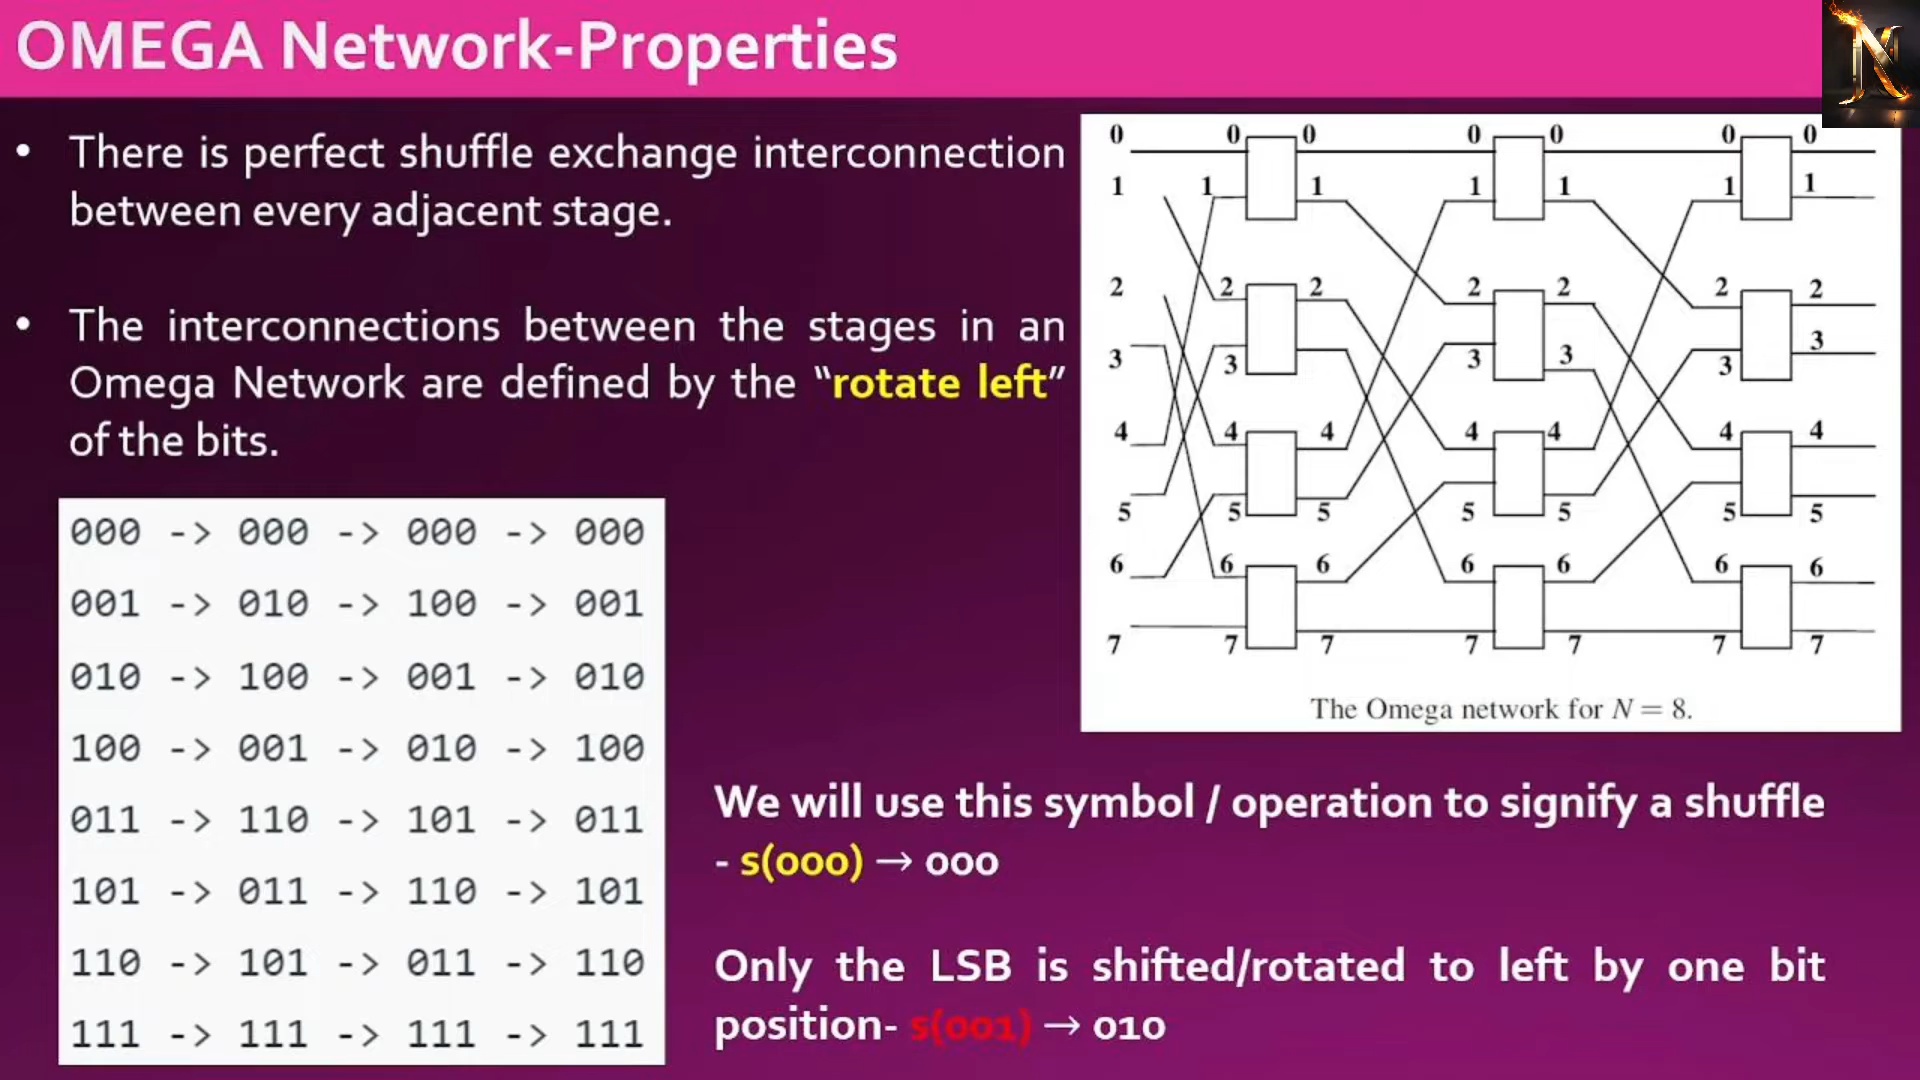 OMEGA Network-Properties
N
• There is perfect shuffle exchange interconnection
between every adjacent stage.
• The interconnections between the stages in an
Omega Network are defined by the “rotate left”
of the bits.
000 -> 000 -> 000 -> 000
001 -> 010 -> 100 -> 001
010 -> 100 -> 001 -> 010
100 -> 001 -> 010 -> 100
011 -> 110 -> 101 -> 011
101 -> 011 -> 110 -> 101
110 -> 101 -> 011 -> 110
111 -> 111 -> 111 -> 111
0 0 0 0 0 0 0
1 1 1 1 1 1 1
2 2 2 2 2 2 2
3 3 3 3 3 3
4 4 4 4 4 4 4
5 5 5 5 5 5 5
6 6 6 6 6 6 6
7 7 7 7 7 7 7
The Omega network for N = 8.
We will use this symbol / operation to signify a shuffle
- s(000) → 000
Only the LSB is shifted/rotated to left by one bit
position- s(001) → 010